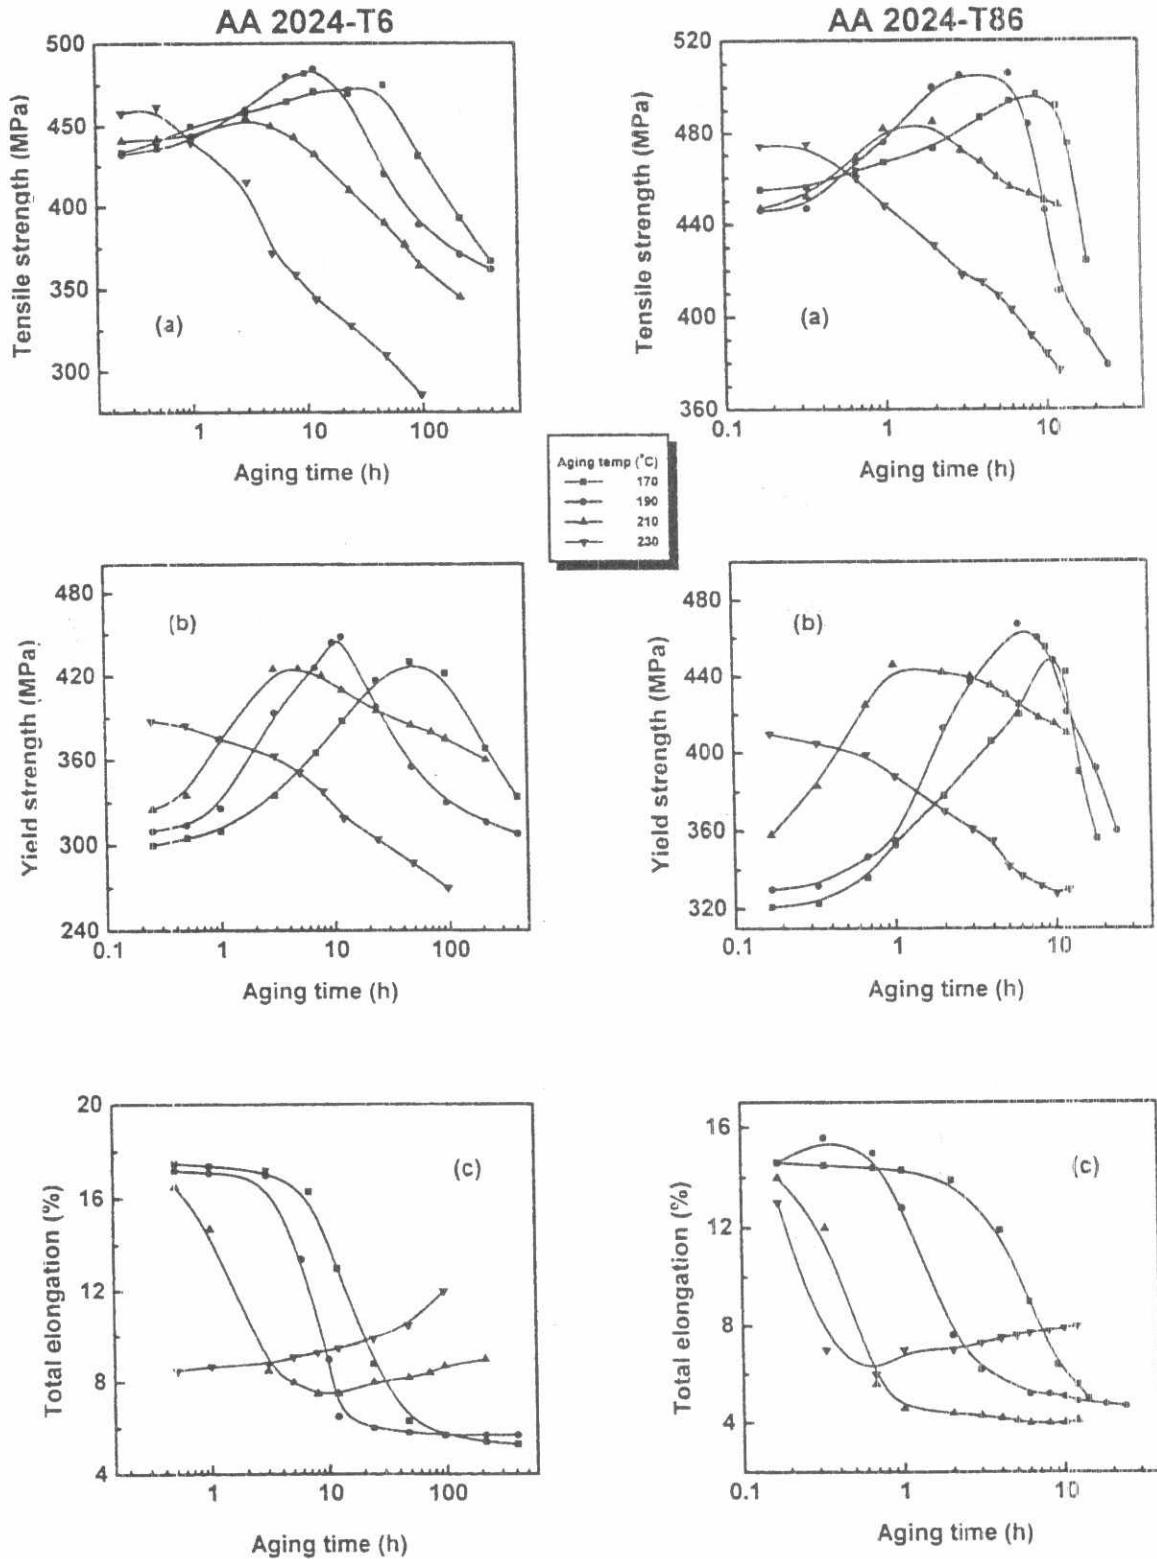 AA 2024-T6
AA 2024-T86
500
450
400
350
300
Tensile strength (MPa)
(a)
1
10
100
Aging time (h)
520
480
440
400
360
Tensile strength (MPa)
(a)
0.1
1
10
Aging time (h)
Aging temp (°C)
170
190
210
230
480
420
360
300
240
Yield strength (MPa)
(b)
0.1
1
10
100
Aging time (h)
480
440
400
360
320
Yield strength (MPa)
(b)
0.1
1
10
Aging time (h)
20
16
12
8
4
Total elongation (%)
(c)
1
10
100
Aging time (h)
16
12
8
4
Total elongation (%)
(c)
0.1
1
10
Aging time (h)